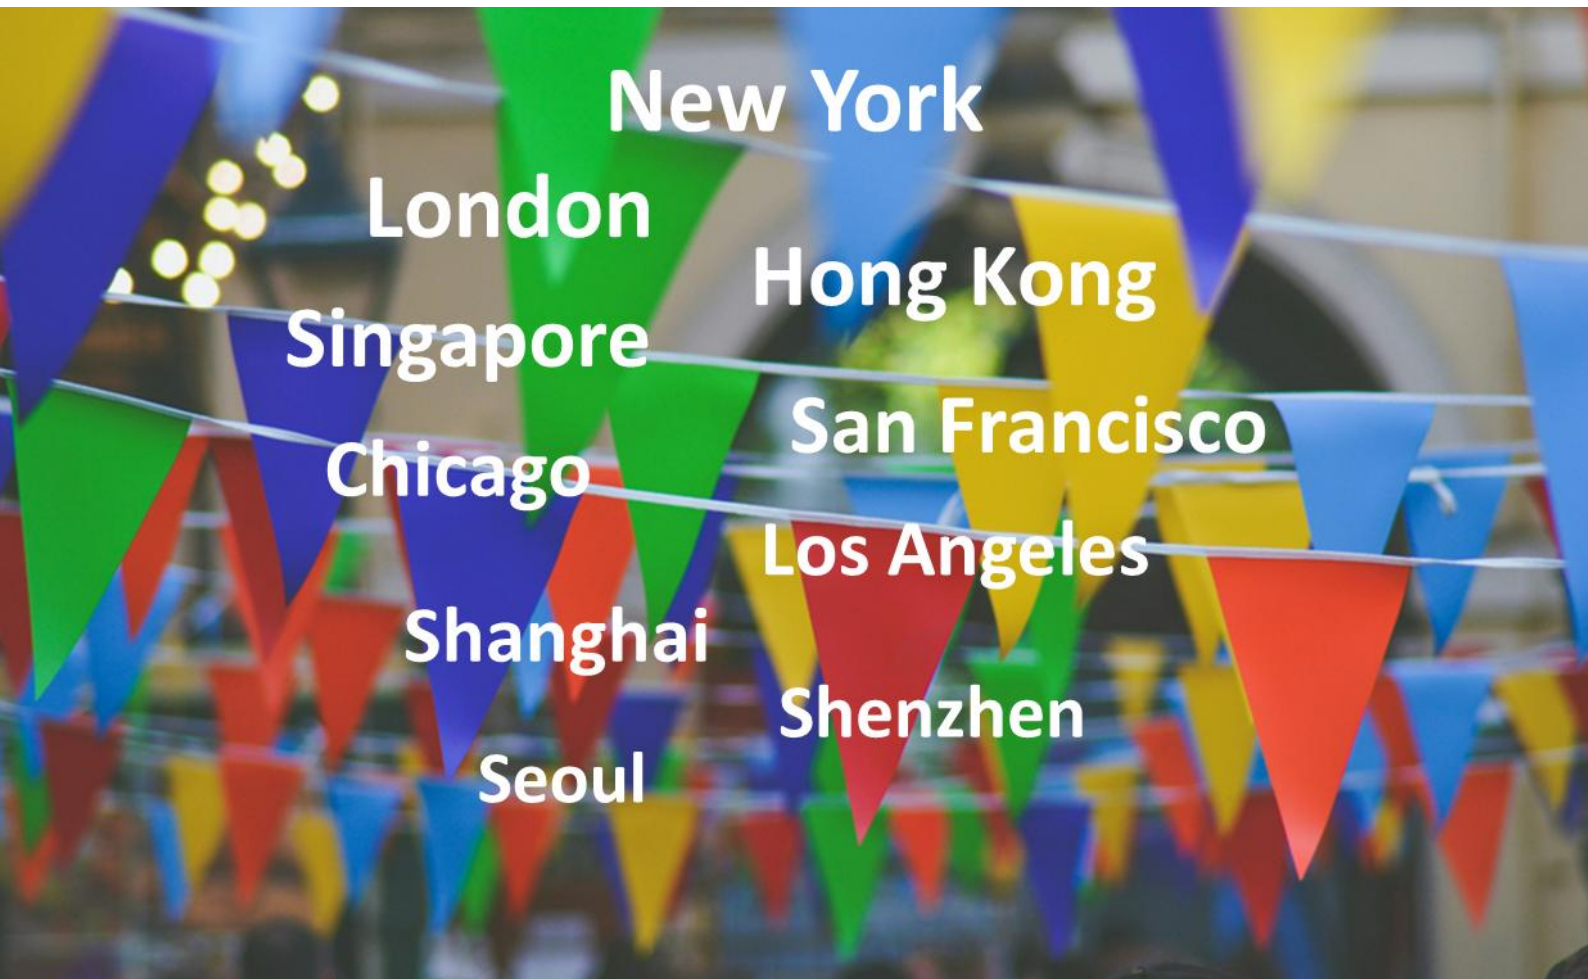 New York
London
Hong Kong
Singapore
San Francisco
Chicago
Los Angeles
Shanghai
Shenzhen
Seoul